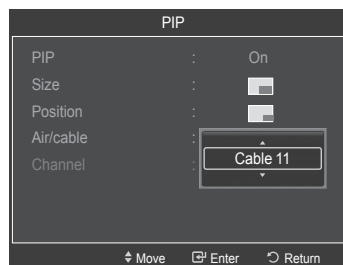 PIP
PIP : On
Size :
Position :
Air/cable :
Channel : Cable 11
Move Enter Return